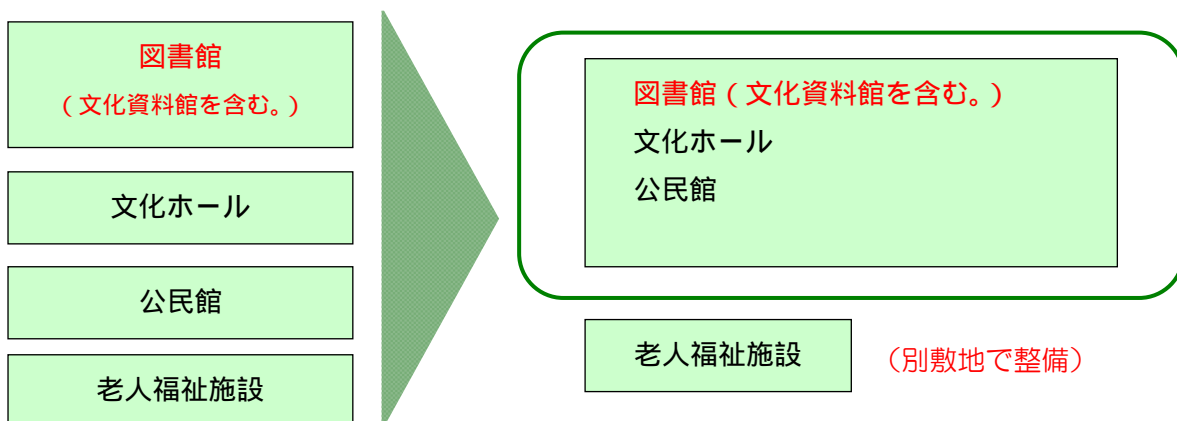 図書館
（文化資料館を含む。）
文化ホール
公民館
老人福祉施設
図書館（文化資料館を含む。）
文化ホール
公民館
老人福祉施設
（別敷地で整備）